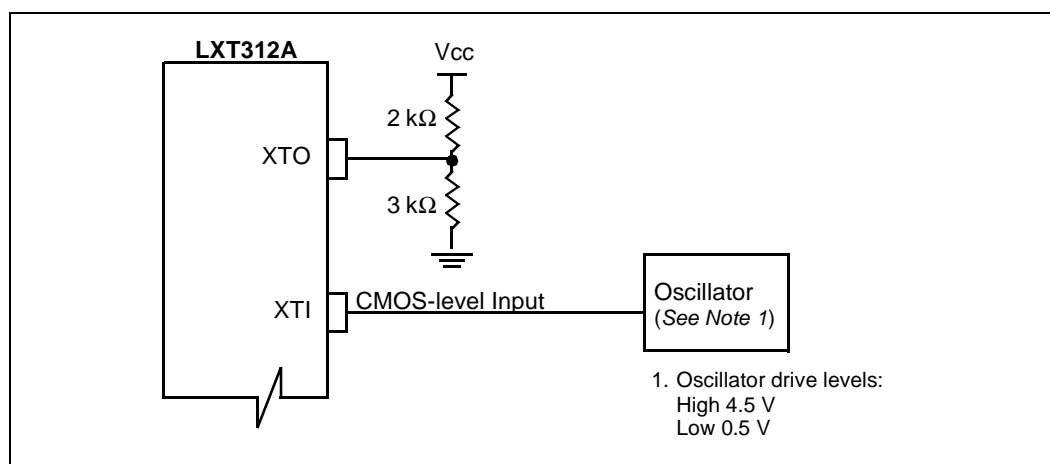 LXT312A
Vcc
2 kΩ
XTO
3 kΩ
XTI
CMOS-level Input
Oscillator
(See Note 1)
1. Oscillator drive levels:
High 4.5 V
Low 0.5 V